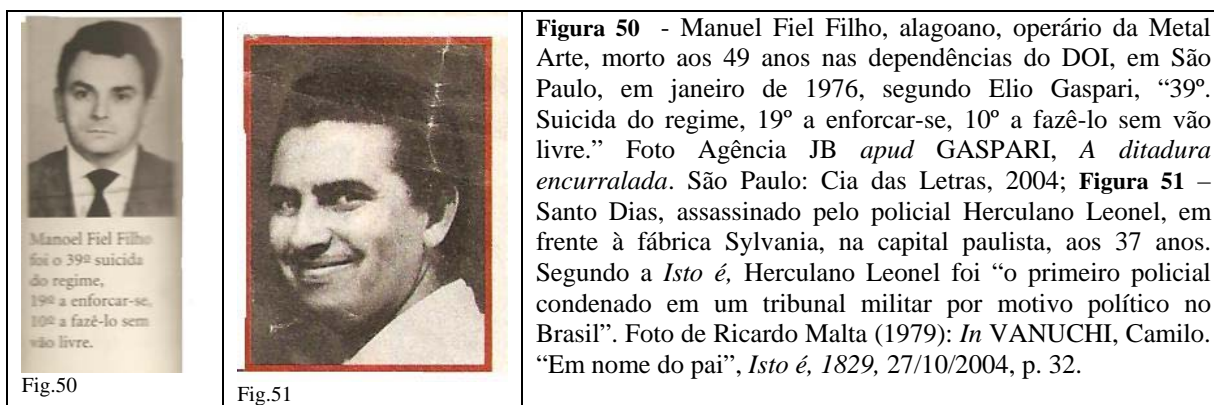 Manoel Fiel Filho
foi o 39º suicida
do regime,
19º a enforcar-se,
10º a fazê-lo sem
vão livre.
Fig.50
Fig.51
Figura 50 - Manuel Fiel Filho, alagoano, operário da Metal
Arte, morto aos 49 anos nas dependências do DOI, em São
Paulo, em janeiro de 1976, segundo Elio Gaspari, “39º.
Suicida do regime, 19º a enforcar-se, 10º a fazê-lo sem vão
livre.” Foto Agência JB apud GASPARI, A ditadura
encurralada. São Paulo: Cia das Letras, 2004; Figura 51 –
Santo Dias, assassinado pelo policial Herculano Leonel, em
frente à fábrica Sylvania, na capital paulista, aos 37 anos.
Segundo a Isto é, Herculano Leonel foi “o primeiro policial
condenado em um tribunal militar por motivo político no
Brasil”. Foto de Ricardo Malta (1979): In VANUCHI, Camilo.
“Em nome do pai”, Isto é, 1829, 27/10/2004, p. 32.